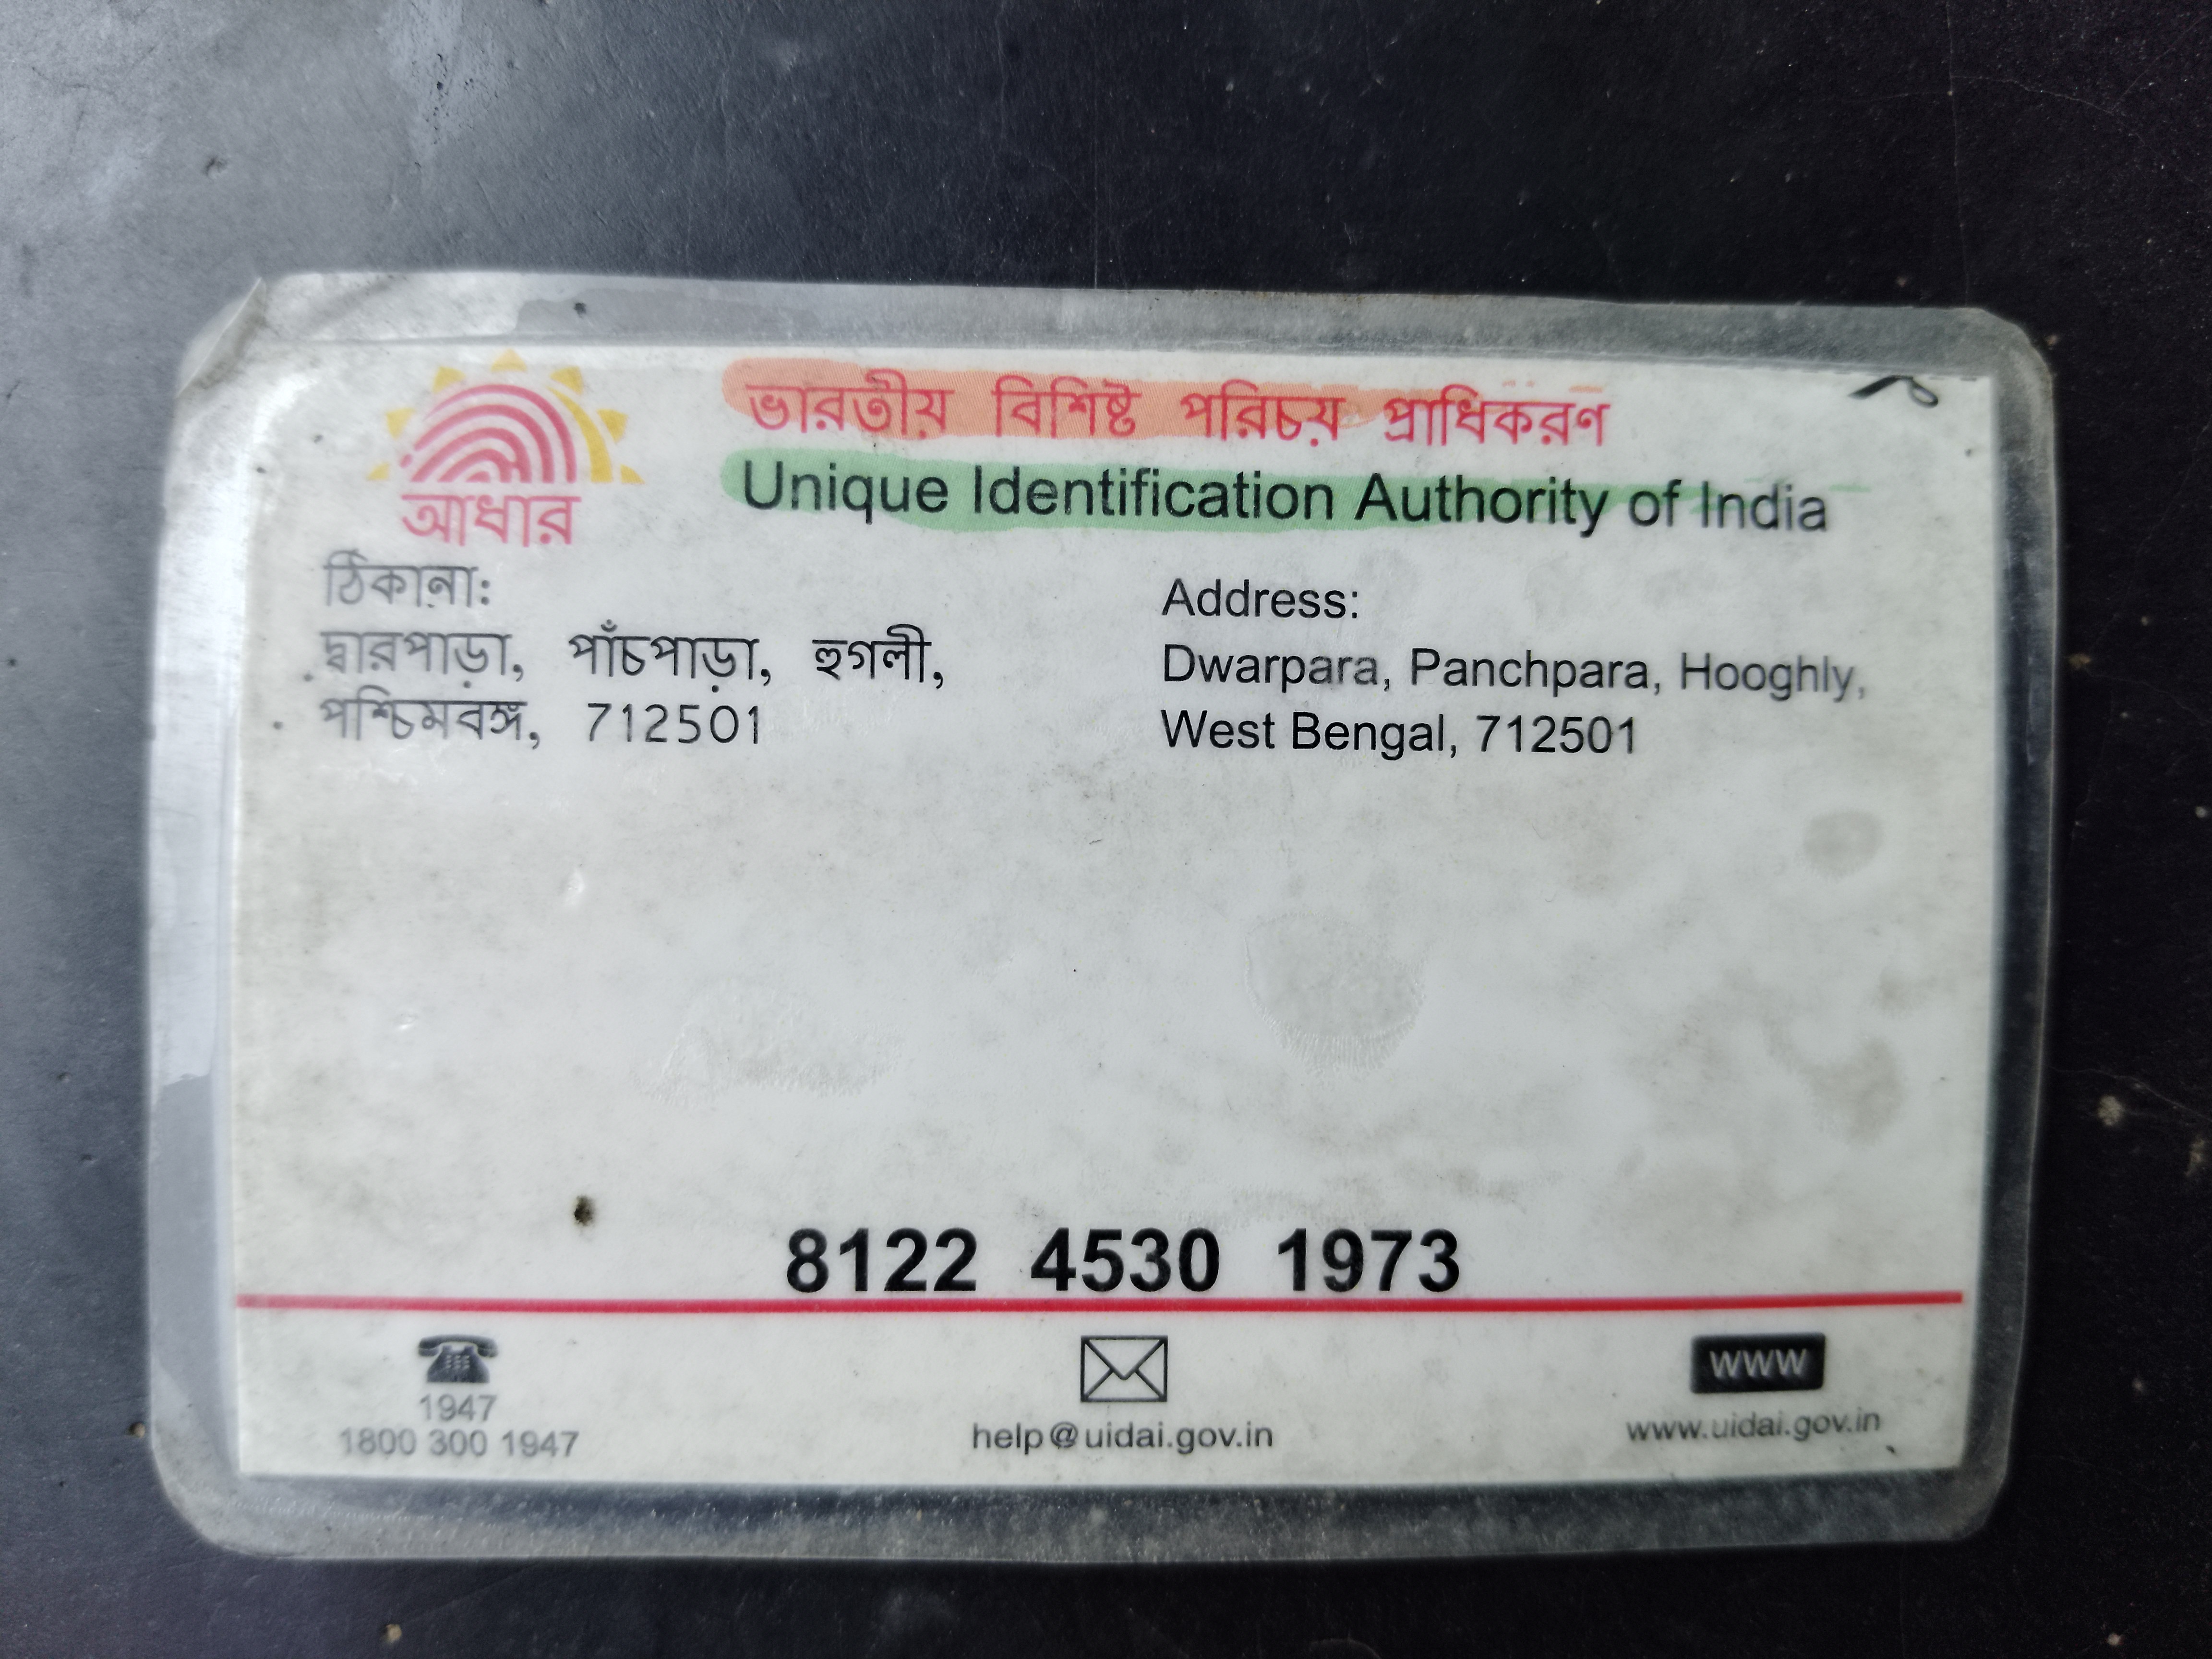 ভারতীয় বিশিষ্ট পরিচয় প্রাধিকরণ
Unique Identification Authority of India
আধার
ঠিকানা:
দ্বারপাড়া, পাঁচপাড়া, হুগলী,
পশ্চিমবঙ্গ, 712501
Address:
Dwarpara, Panchpara, Hooghly,
West Bengal, 712501
8122 4530 1973
1947
1800 300 1947
help@uidai.gov.in
www
www.uidai.gov.in